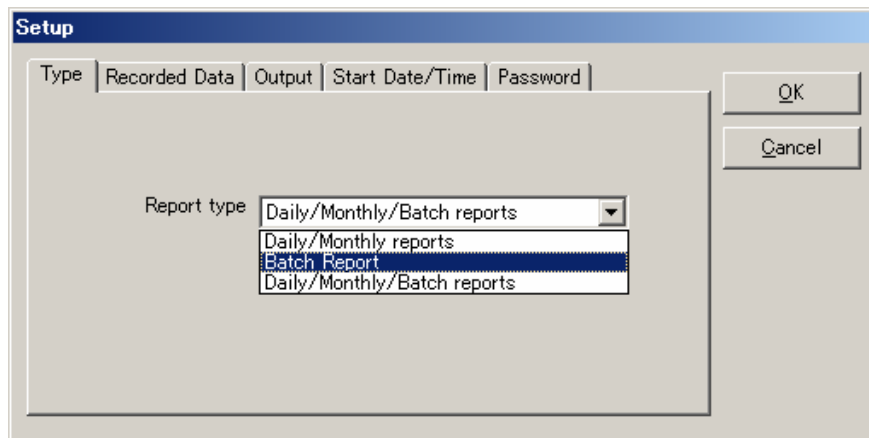 Setup
Type Recorded Data Output Start Date/Time Password
OK
Cancel
Report type Daily/Monthly/Batch reports
Daily/Monthly reports
Batch Report
Daily/Monthly/Batch reports